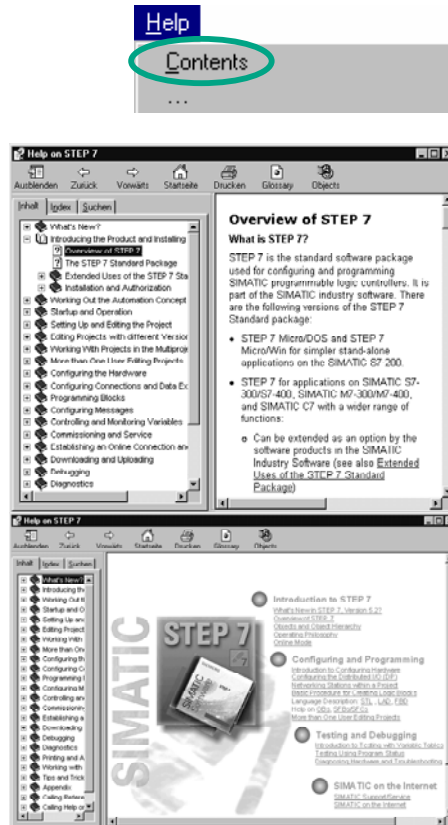 Help
Contents
...
Help on STEP 7
Ausblenden Zurück Vorwärts Startseite Drucken Glossary Objects
Inhalt Index Suchen
What's New?
Introducing the Product and Installing
Overview of STEP 7
The STEP 7 Standard Package
Extended Uses of the STEP 7 Sta
Installation and Authorization
Working Out the Automation Concept
Startup and Operation
Setting Up and Editing the Project
Editing Projects with different Version
Working With Projects in the Multiproj
More than One User Editing Projects
Configuring the Hardware
Configuring Connections and Data Ex
Programming Blocks
Configuring Messages
Controlling and Monitoring Variables
Commissioning and Service
Establishing an Online Connection an
Downloading and Uploading
Debugging
Diagnostics
Overview of STEP 7
What is STEP 7?
STEP 7 is the standard software package
used for configuring and programming
SIMATIC programmable logic controllers. It is
part of the SIMATIC industry software. There
are the following versions of the STEP 7
Standard package:
• STEP 7 Micro/DOS and STEP 7
Micro/Win for simpler stand-alone
applications on the SIMATIC S7 200.
• STEP 7 for applications on SIMATIC S7-
300/S7-400, SIMATIC M7-300/M7-400,
and SIMATIC C7 with a wider range of
functions:
o Can be extended as an option by the
software products in the SIMATIC
Industry Software (see also Extended
Uses of the STEP 7 Standard
Package)
Help on STEP 7
Ausblenden Zurück Vorwärts Startseite Drucken Glossary Objects
Inhalt Index Suchen
What's New?
Introducing th
Working Out t
Startup and O
Setting Up an
Editing Project
Working With
More than On
Configuring th
Configuring Co
Programming
Configuring M
Controlling an
Commissioning
Establishing a
Downloading
Debugging
Diagnostics
Printing and A
Working with
Tips and Trick
Appendix
Calling Referen
Calling Help or
SIMATIC
STEP 7
Introduction to STEP 7
What's New in STEP 7, Version 5.2?
Overview of STEP 7
Objects and Object Hierarchy
Operating Philosophy
Online Mode
Configuring and Programming
Introduction to Configuring Hardware
Configuring the Distributed I/O (DP)
Networking Stations within a Project
Basic Procedure for Creating Logic Blocks
Language Description: STL, LAD, FBD
Help on OBs, SFBs/SFCs
More than One User Editing Projects
Testing and Debugging
Introduction to Testing with Variable Tables
Testing Using Program Status
Diagnosing Hardware and Troubleshooting
SIMATIC on the Internet
SIMATIC Support/Service
SIMATIC on the Internet